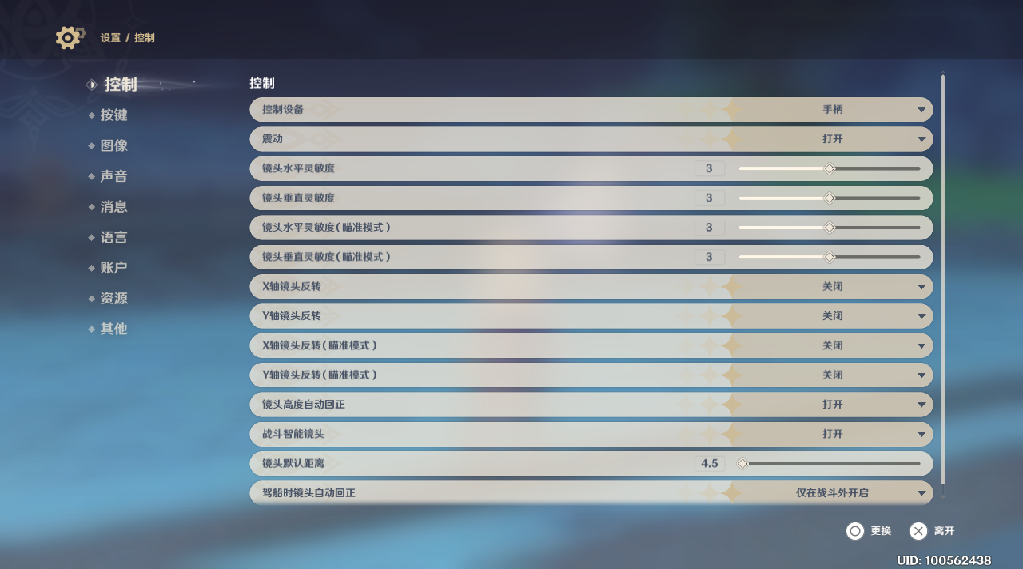 设置 / 控制
控制
按键
图像
声音
消息
语言
账户
资源
其他
控制
控制设备 手柄
震动 打开
镜头水平灵敏度 3
镜头垂直灵敏度 3
镜头水平灵敏度(瞄准模式) 3
镜头垂直灵敏度(瞄准模式) 3
X轴镜头反转 关闭
Y轴镜头反转 关闭
X轴镜头反转(瞄准模式) 关闭
Y轴镜头反转(瞄准模式) 关闭
镜头高度自动回正 打开
战斗智能镜头 打开
镜头默认距离 4.5
驾船时镜头自动回正 仅在战斗外开启
更换 离开
UID: 100562438